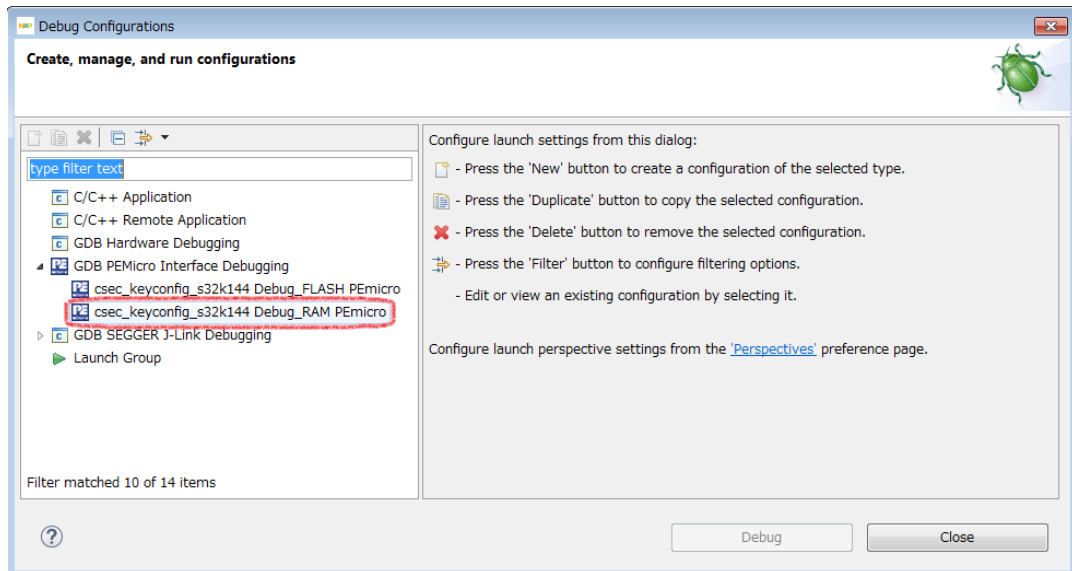 Debug Configurations
Create, manage, and run configurations
type filter text
C/C++ Application
C/C++ Remote Application
GDB Hardware Debugging
GDB PEMicro Interface Debugging
csec_keyconfig_s32k144 Debug_FLASH PEmicro
csec_keyconfig_s32k144 Debug_RAM PEmicro
GDB SEGGER J-Link Debugging
Launch Group
Filter matched 10 of 14 items
Configure launch settings from this dialog:
- Press the 'New' button to create a configuration of the selected type.
- Press the 'Duplicate' button to copy the selected configuration.
- Press the 'Delete' button to remove the selected configuration.
- Press the 'Filter' button to configure filtering options.
- Edit or view an existing configuration by selecting it.
Configure launch perspective settings from the 'Perspectives' preference page.
Debug
Close